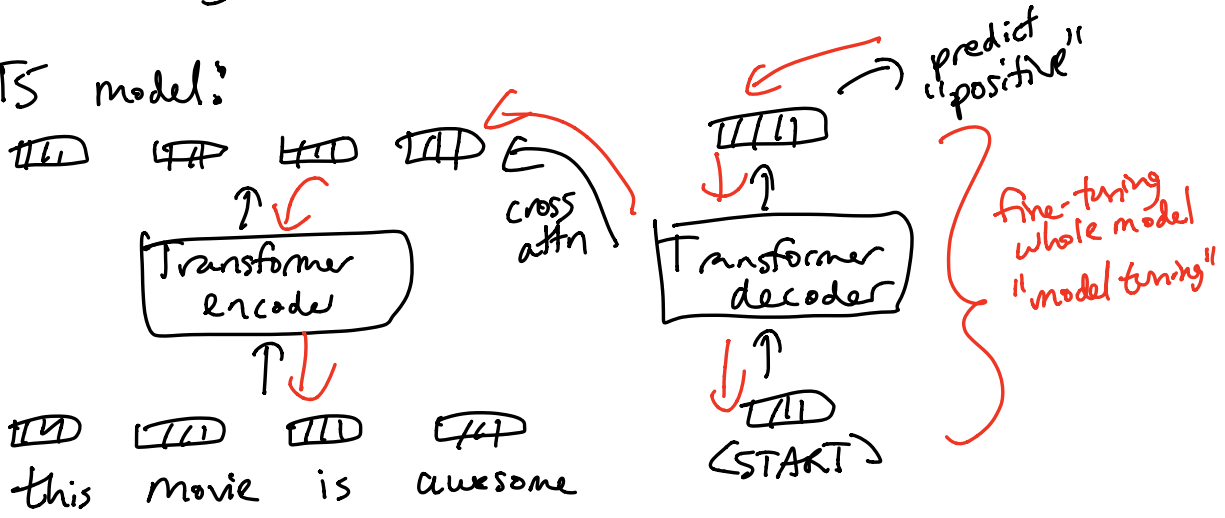 T5 model:
predict
"positive"
cross
attn
Transformer
encoder
Transformer
decoder
fine-tuning
whole model
"model tuning"
this movie is awesome
<START>